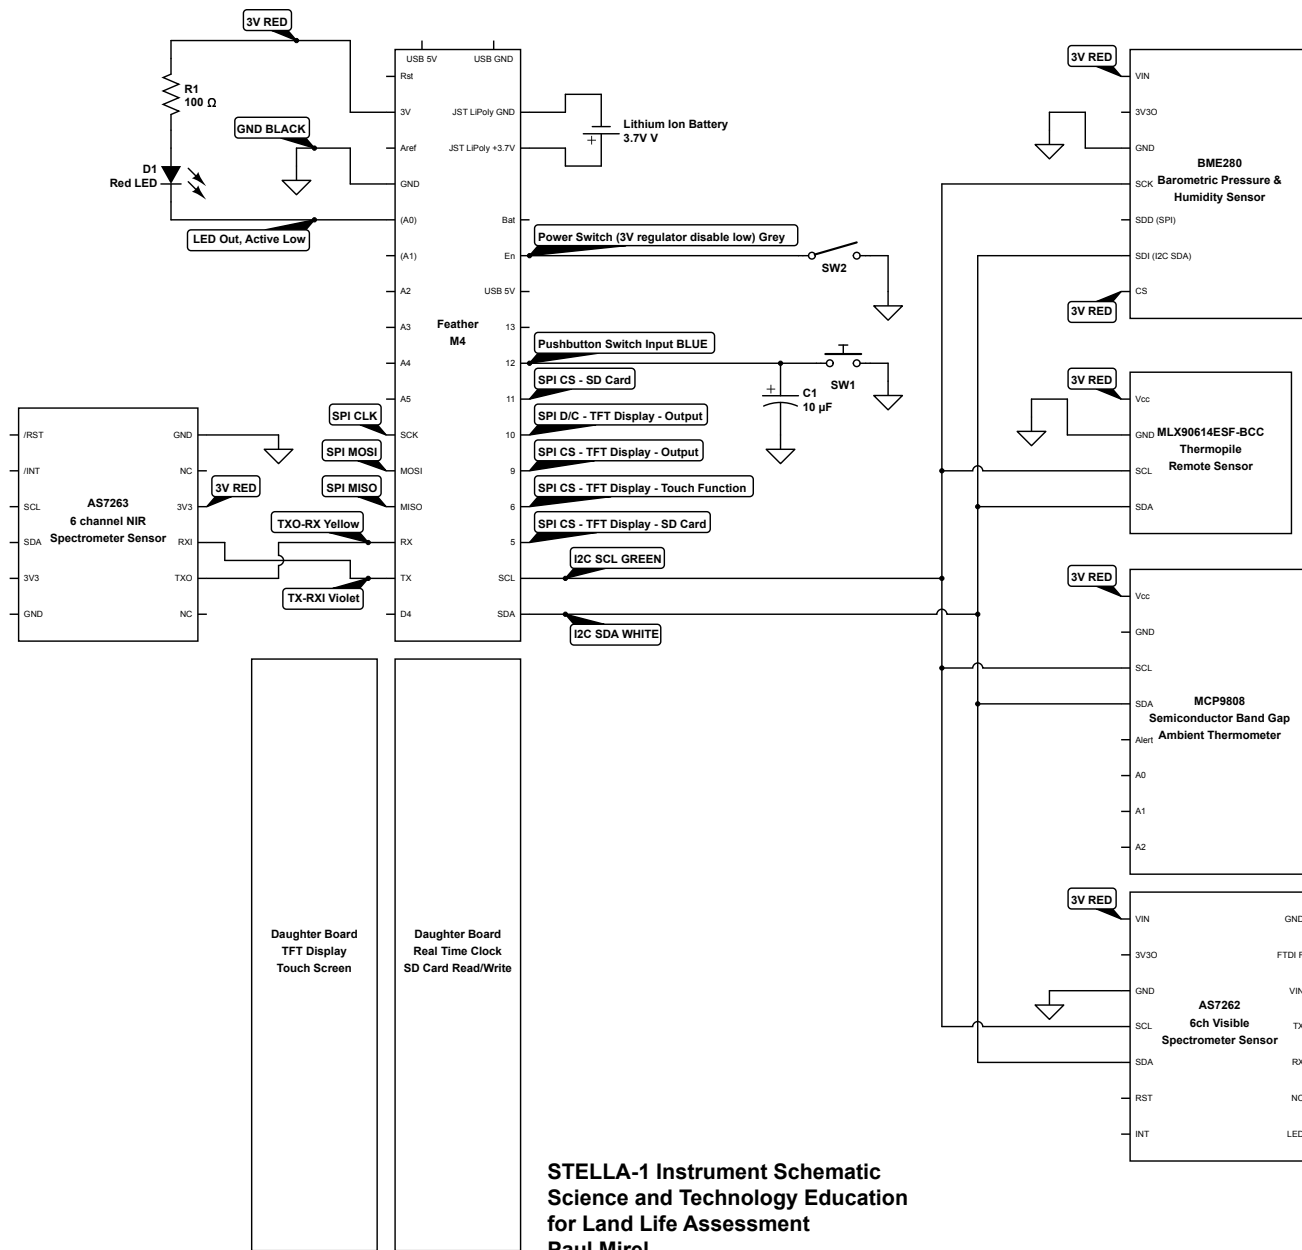 3V RED
R1
100 Ω
GND BLACK
D1
Red LED
LED Out, Active Low
USB 5V
USB GND
Rst
3V
Aref
GND
(A0)
(A1)
A2
A3
A4
A5
SCK
MOSI
MISO
RX
TX
D4
JST LiPoly GND
JST LiPoly +3.7V
Bat
En
USB 5V
13
12
11
10
9
6
5
SCL
SDA
Feather
M4
Lithium Ion Battery
3.7V V
+
Power Switch (3V regulator disable low) Grey
SW2
Pushbutton Switch Input BLUE
SW1
+
C1
10 µF
SPI CS - SD Card
SPI D/C - TFT Display - Output
SPI CS - TFT Display - Output
SPI CS - TFT Display - Touch Function
SPI CS - TFT Display - SD Card
I2C SCL GREEN
I2C SDA WHITE
SPI CLK
SPI MOSI
SPI MISO
TXO-RX Yellow
TX-RXI Violet
/RST
/INT
SCL
SDA
3V3
GND
GND
NC
3V3
RXI
TXO
NC
AS7263
6 channel NIR
Spectrometer Sensor
3V RED
3V RED
VIN
3V3O
GND
SCK
SDD (SPI)
SDI (I2C SDA)
CS
3V RED
BME280
Barometric Pressure &
Humidity Sensor
3V RED
Vcc
GND
SCL
SDA
MLX90614ESF-BCC
Thermopile
Remote Sensor
3V RED
Vcc
GND
SCL
SDA
Alert
A0
A1
A2
MCP9808
Semiconductor Band Gap
Ambient Thermometer
3V RED
VIN
3V3O
GND
SCL
SDA
RST
INT
AS7262
6ch Visible
Spectrometer Sensor
GND
FTDI
VIN
TX
RX
NC
LED
Daughter Board
TFT Display
Touch Screen
Daughter Board
Real Time Clock
SD Card Read/Write
STELLA-1 Instrument Schematic
Science and Technology Education
for Land Life Assessment
Paul Mirel